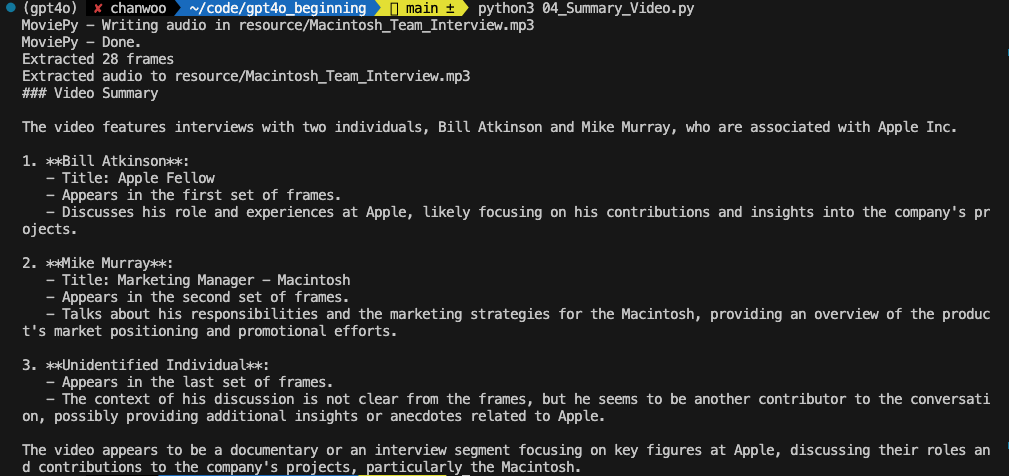 (gpt4o) ✘ chanwoo ~/code/gpt4o_beginning main ± python3 04_Summary_Video.py
MoviePy - Writing audio in resource/Macintosh_Team_Interview.mp3
MoviePy - Done.
Extracted 28 frames
Extracted audio to resource/Macintosh_Team_Interview.mp3
### Video Summary
The video features interviews with two individuals, Bill Atkinson and Mike Murray, who are associated with Apple Inc.
1. **Bill Atkinson**:
- Title: Apple Fellow
- Appears in the first set of frames.
- Discusses his role and experiences at Apple, likely focusing on his contributions and insights into the company's pr
ojects.
2. **Mike Murray**:
- Title: Marketing Manager - Macintosh
- Appears in the second set of frames.
- Talks about his responsibilities and the marketing strategies for the Macintosh, providing an overview of the produc
t's market positioning and promotional efforts.
3. **Unidentified Individual**:
- Appears in the last set of frames.
- The context of his discussion is not clear from the frames, but he seems to be another contributor to the conversati
on, possibly providing additional insights or anecdotes related to Apple.
The video appears to be a documentary or an interview segment focusing on key figures at Apple, discussing their roles an
d contributions to the company's projects, particularly the Macintosh.